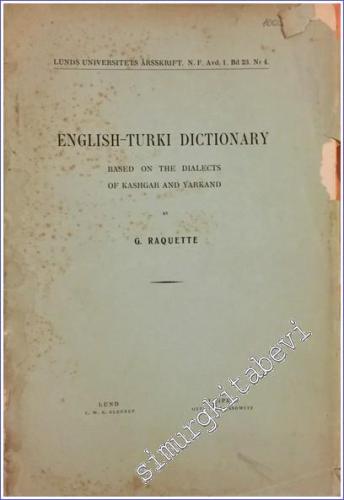 LUNDS UNIVERSITETS ÅRSSKRIFT. N. F. Avd. 1. Bd 23. Nr 4.
ENGLISH-TURKI DICTIONARY
BASED ON THE DIALECTS
OF KASHGAR AND YARKAND
BY
G. RAQUETTE
LUND
C. W. K. GLEERUP
simurgkitabevi.com